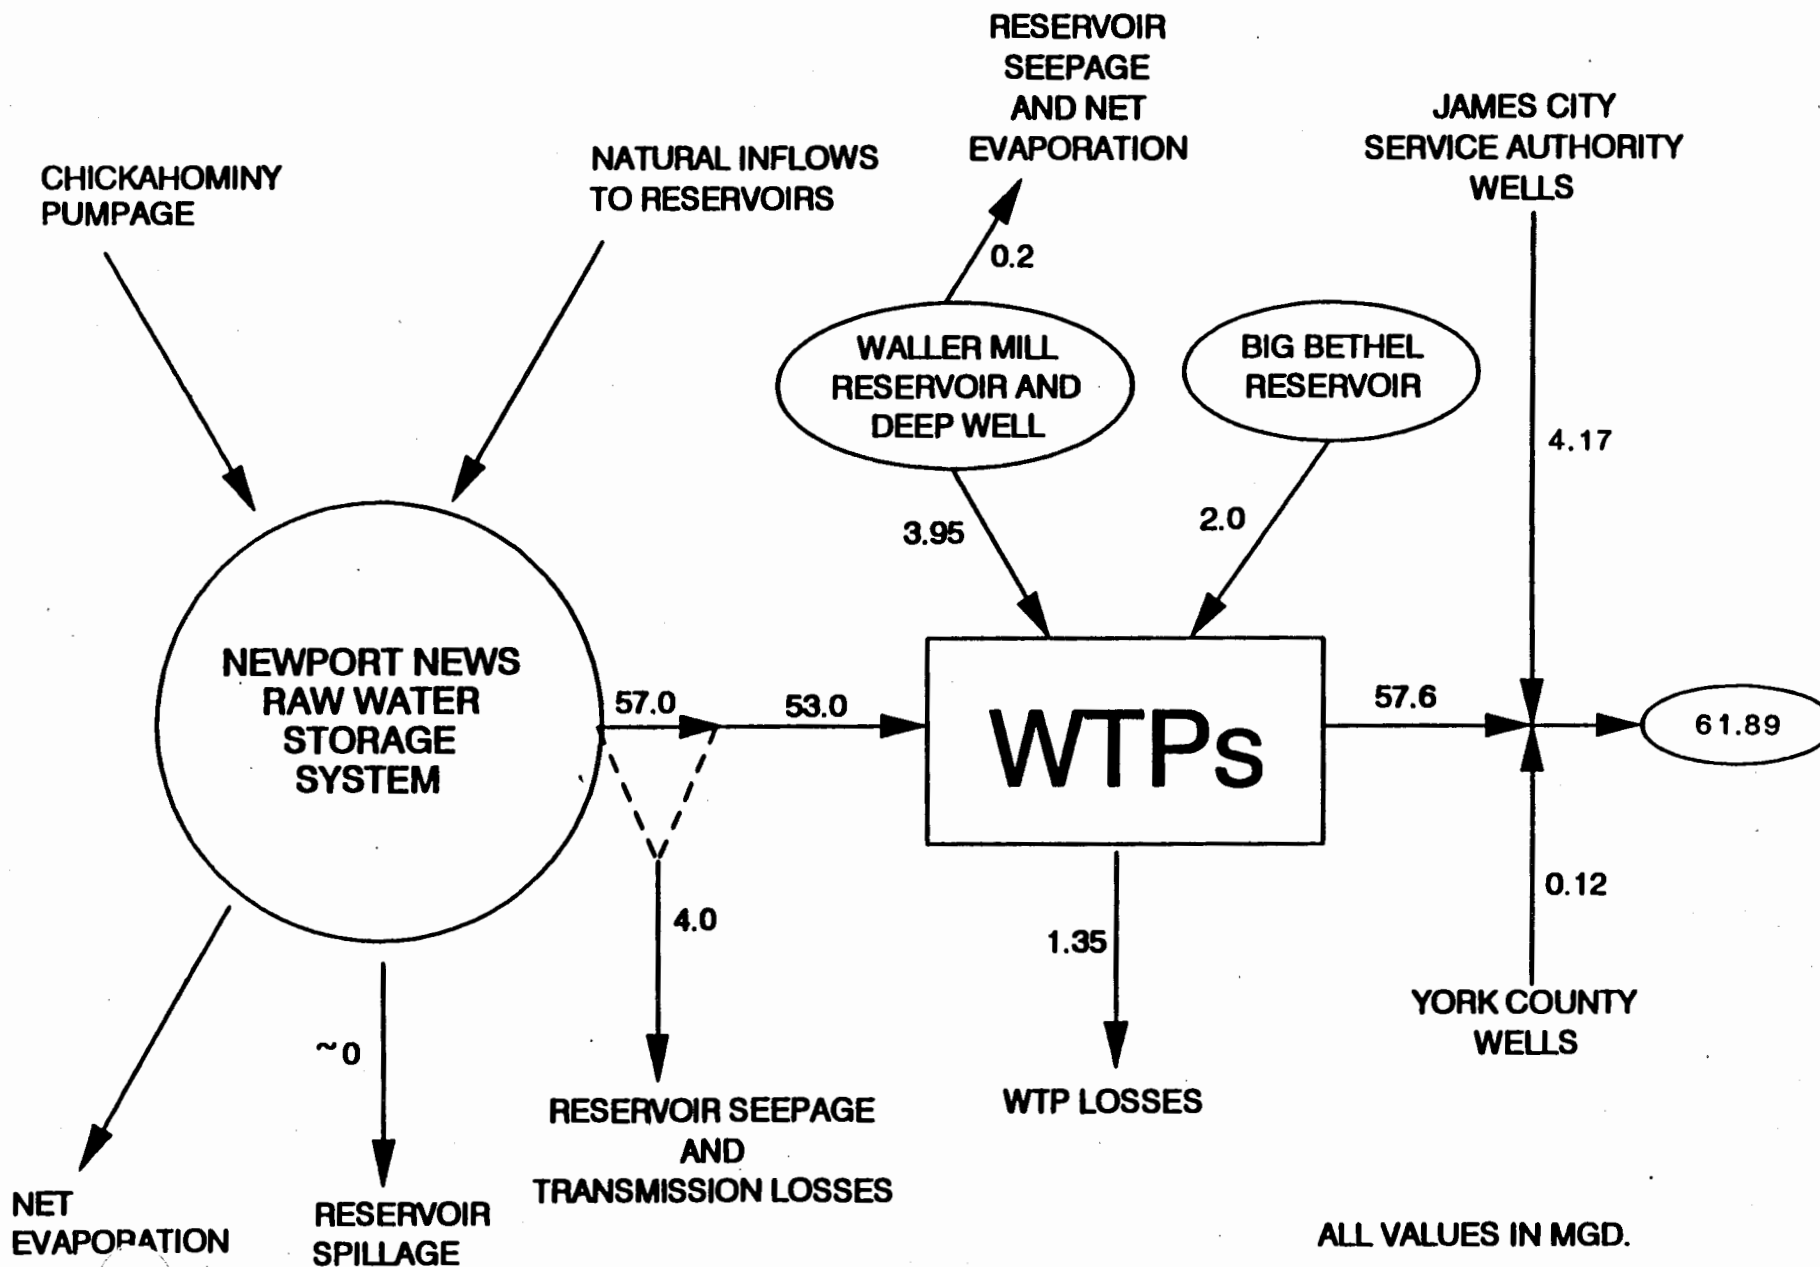 RESERVOIR
SEEPAGE
AND NET
EVAPORATION
JAMES CITY
SERVICE AUTHORITY
WELLS
CHICKAHOMINY
PUMPAGE
NATURAL INFLOWS
TO RESERVOIRS
0.2
WALLER MILL
RESERVOIR AND
DEEP WELL
BIG BETHEL
RESERVOIR
4.17
3.95
2.0
NEWPORT NEWS
RAW WATER
STORAGE
SYSTEM
57.0
53.0
WTPs
57.6
61.89
4.0
1.35
0.12
~0
YORK COUNTY
WELLS
RESERVOIR SEEPAGE
AND
TRANSMISSION LOSSES
WTP LOSSES
NET
EVAPORATION
RESERVOIR
SPILLAGE
ALL VALUES IN MGD.